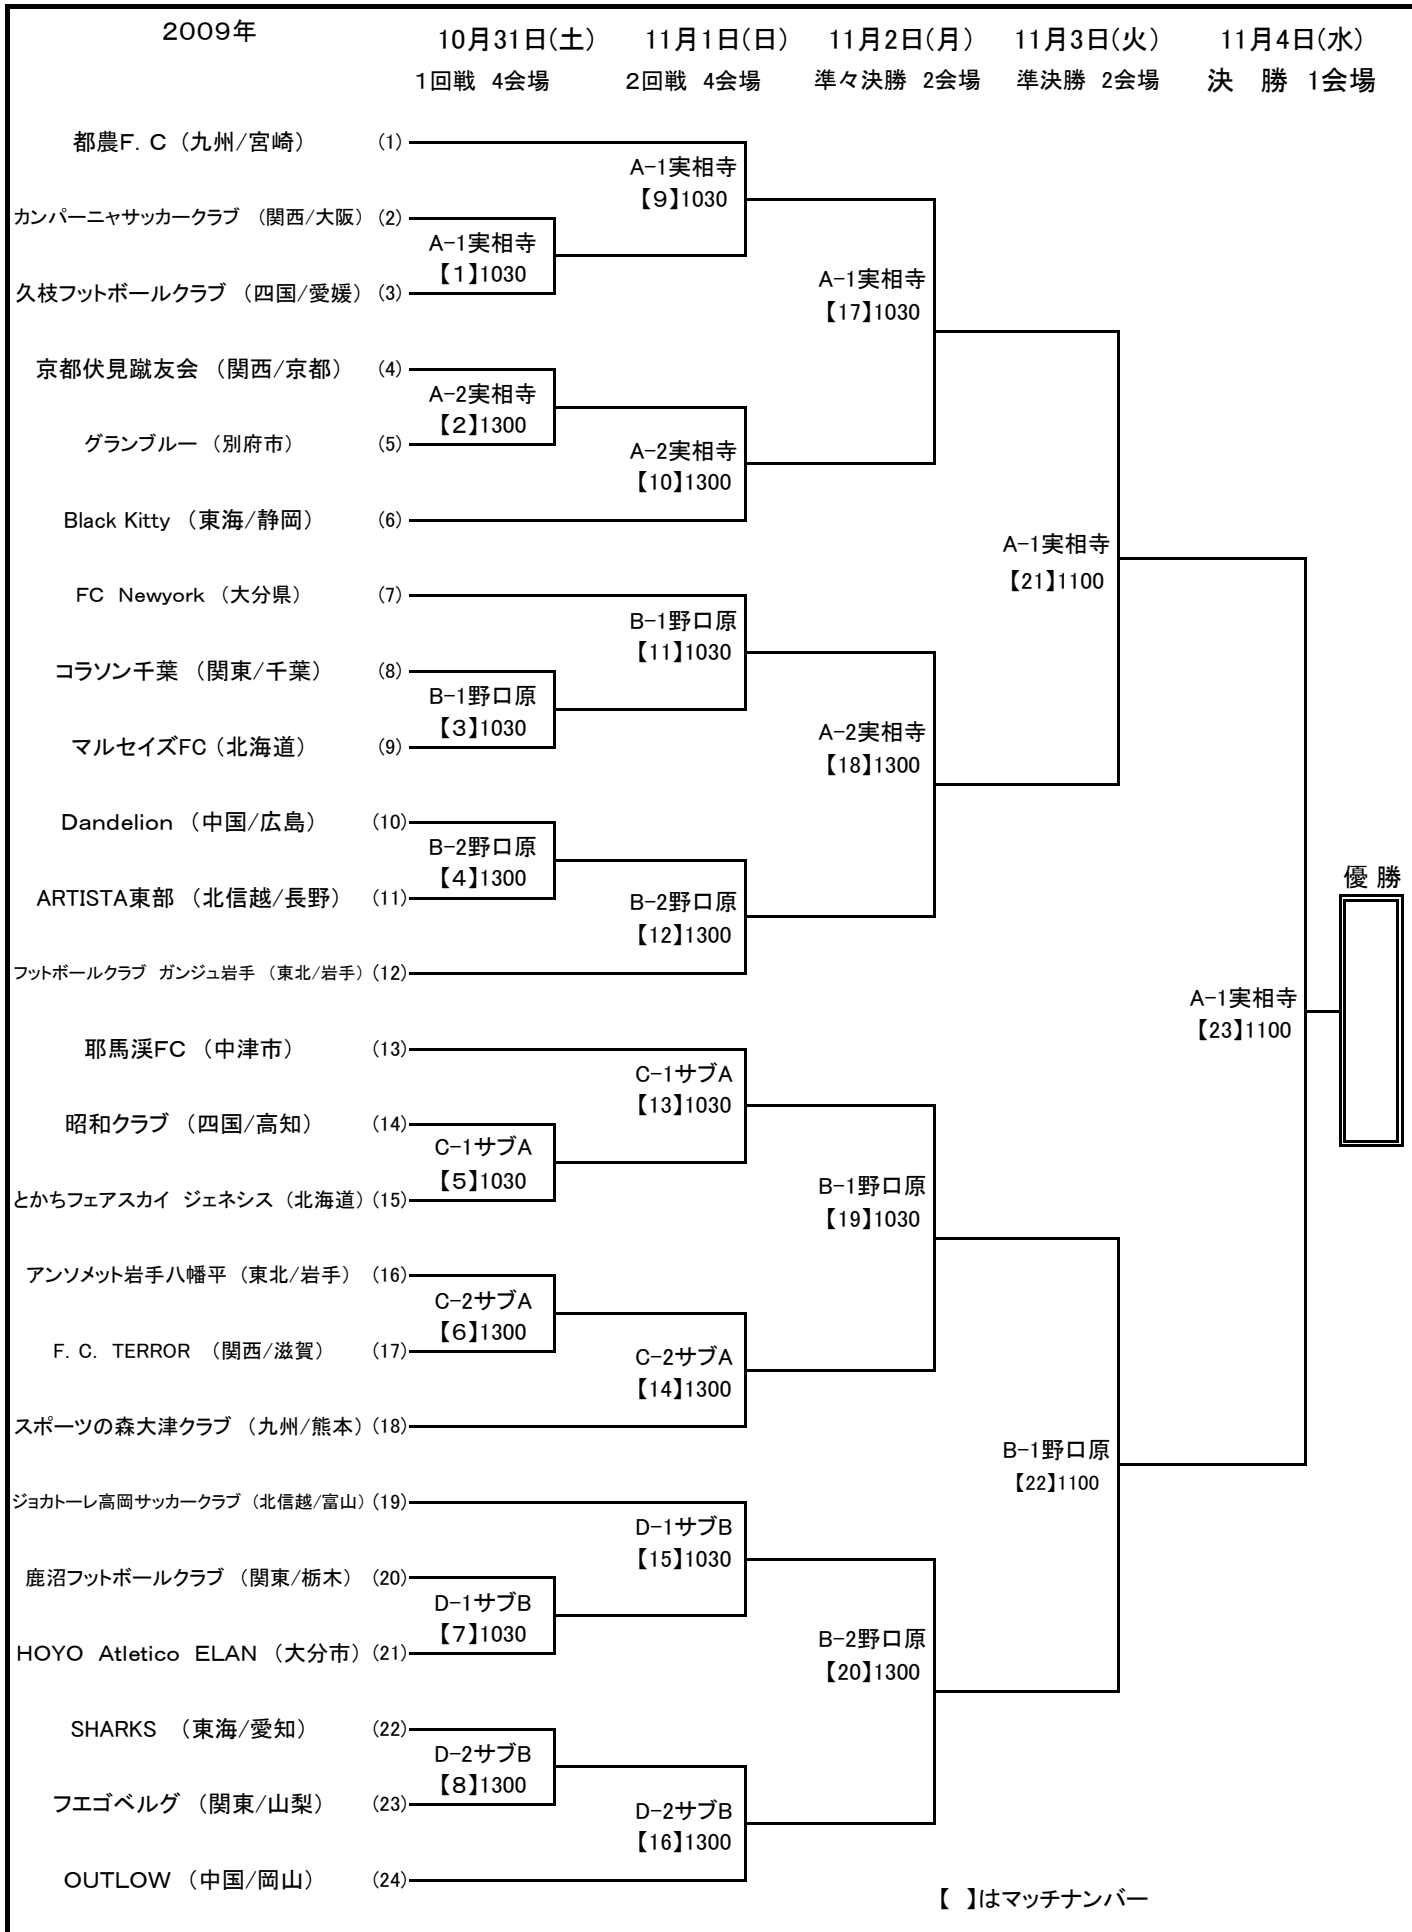 2009年 10月31日(土) 11月1日(日) 11月2日(月) 11月3日(火) 11月4日(水)
1回戦 4会場 2回戦 4会場 準々決勝 2会場 準決勝 2会場 決　勝 1会場
都農F.C（九州/宮崎） (1)
A-1実相寺
【9】1030
カンパーニャサッカークラブ （関西/大阪） (2)
A-1実相寺
【1】1030
久枝フットボールクラブ （四国/愛媛） (3)
A-1実相寺
【17】1030
京都伏見蹴友会 （関西/京都） (4)
A-2実相寺
【2】1300
グランブルー （別府市） (5)
A-2実相寺
【10】1300
Black Kitty （東海/静岡） (6)
A-1実相寺
【21】1100
FC Newyork （大分県） (7)
B-1野口原
【11】1030
コラソン千葉 （関東/千葉） (8)
B-1野口原
【3】1030
マルセイズFC（北海道） (9)
A-2実相寺
【18】1300
Dandelion （中国/広島） (10)
B-2野口原
【4】1300
ARTISTA東部 （北信越/長野） (11)
B-2野口原
【12】1300
優 勝
フットボールクラブ ガンジュ岩手 （東北/岩手） (12)
A-1実相寺
【23】1100
耶馬渓FC （中津市） (13)
C-1サブA
【13】1030
昭和クラブ （四国/高知） (14)
C-1サブA
【5】1030
とかちフェアスカイ ジェネシス （北海道） (15)
B-1野口原
【19】1030
アンソメット岩手八幡平 （東北/岩手） (16)
C-2サブA
【6】1300
F.C. TERROR （関西/滋賀） (17)
C-2サブA
【14】1300
スポーツの森大津クラブ （九州/熊本） (18)
B-1野口原
【22】1100
ジョカトーレ高岡サッカークラブ （北信越/富山） (19)
D-1サブB
【15】1030
鹿沼フットボールクラブ （関東/栃木） (20)
D-1サブB
【7】1030
HOYO Atletico ELAN （大分市） (21)
B-2野口原
【20】1300
SHARKS （東海/愛知） (22)
D-2サブB
【8】1300
フエゴベルグ （関東/山梨） (23)
D-2サブB
【16】1300
OUTLOW （中国/岡山） (24)
【 】はマッチナンバー